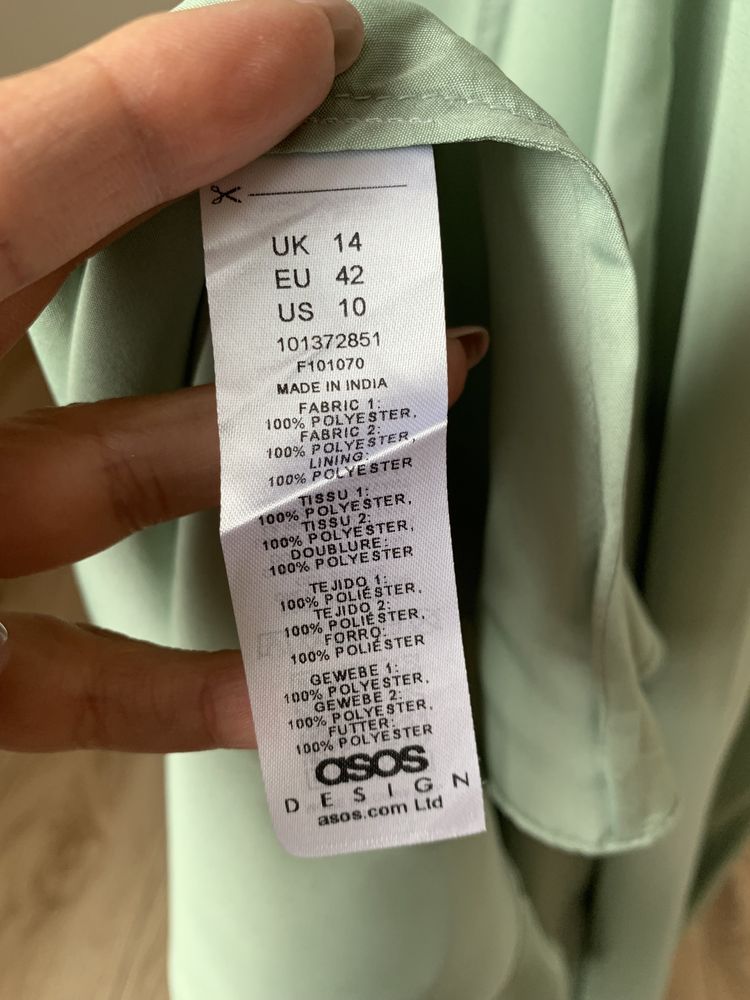 UK 14
EU 42
US 10
101372851
F101070
MADE IN INDIA
FABRIC 1:
100% POLYESTER,
FABRIC 2:
100% POLYESTER,
LINING:
100% POLYESTER
TISSU 1:
100% POLYESTER,
TISSU 2:
100% POLYESTER,
DOUBLURE:
100% POLYESTER
TEJIDO 1:
100% POLIÉSTER,
TEJIDO 2:
100% POLIÉSTER,
FORRO:
100% POLIÉSTER
GEWEBE 1:
100% POLYESTER,
GEWEBE 2:
100% POLYESTER,
FUTTER:
100% POLYESTER
asos
DESIGN
asos.com Ltd